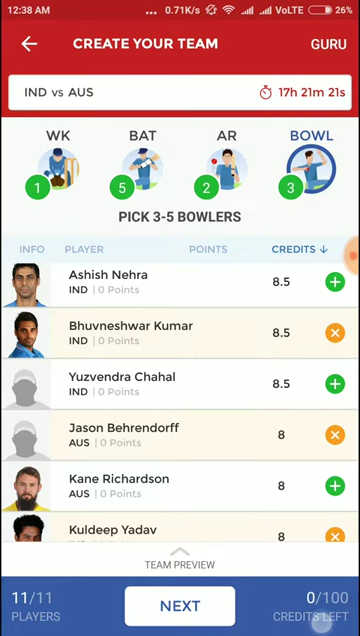 12:38 AM ... 0.71K/s VoLTE 26%
CREATE YOUR TEAM GURU
IND vs AUS 17h 21m 21s
WK BAT AR BOWL
1 5 2 3
PICK 3-5 BOWLERS
INFO PLAYER POINTS CREDITS ↓
Ashish Nehra
IND | 0 Points 8.5
Bhuvneshwar Kumar
IND | 0 Points 8.5
Yuzvendra Chahal
IND | 0 Points 8.5
Jason Behrendorff
AUS | 0 Points 8
Kane Richardson
AUS | 0 Points 8
Kuldeep Yadav
8
TEAM PREVIEW
11/11 0/100
PLAYERS NEXT CREDITS LEFT